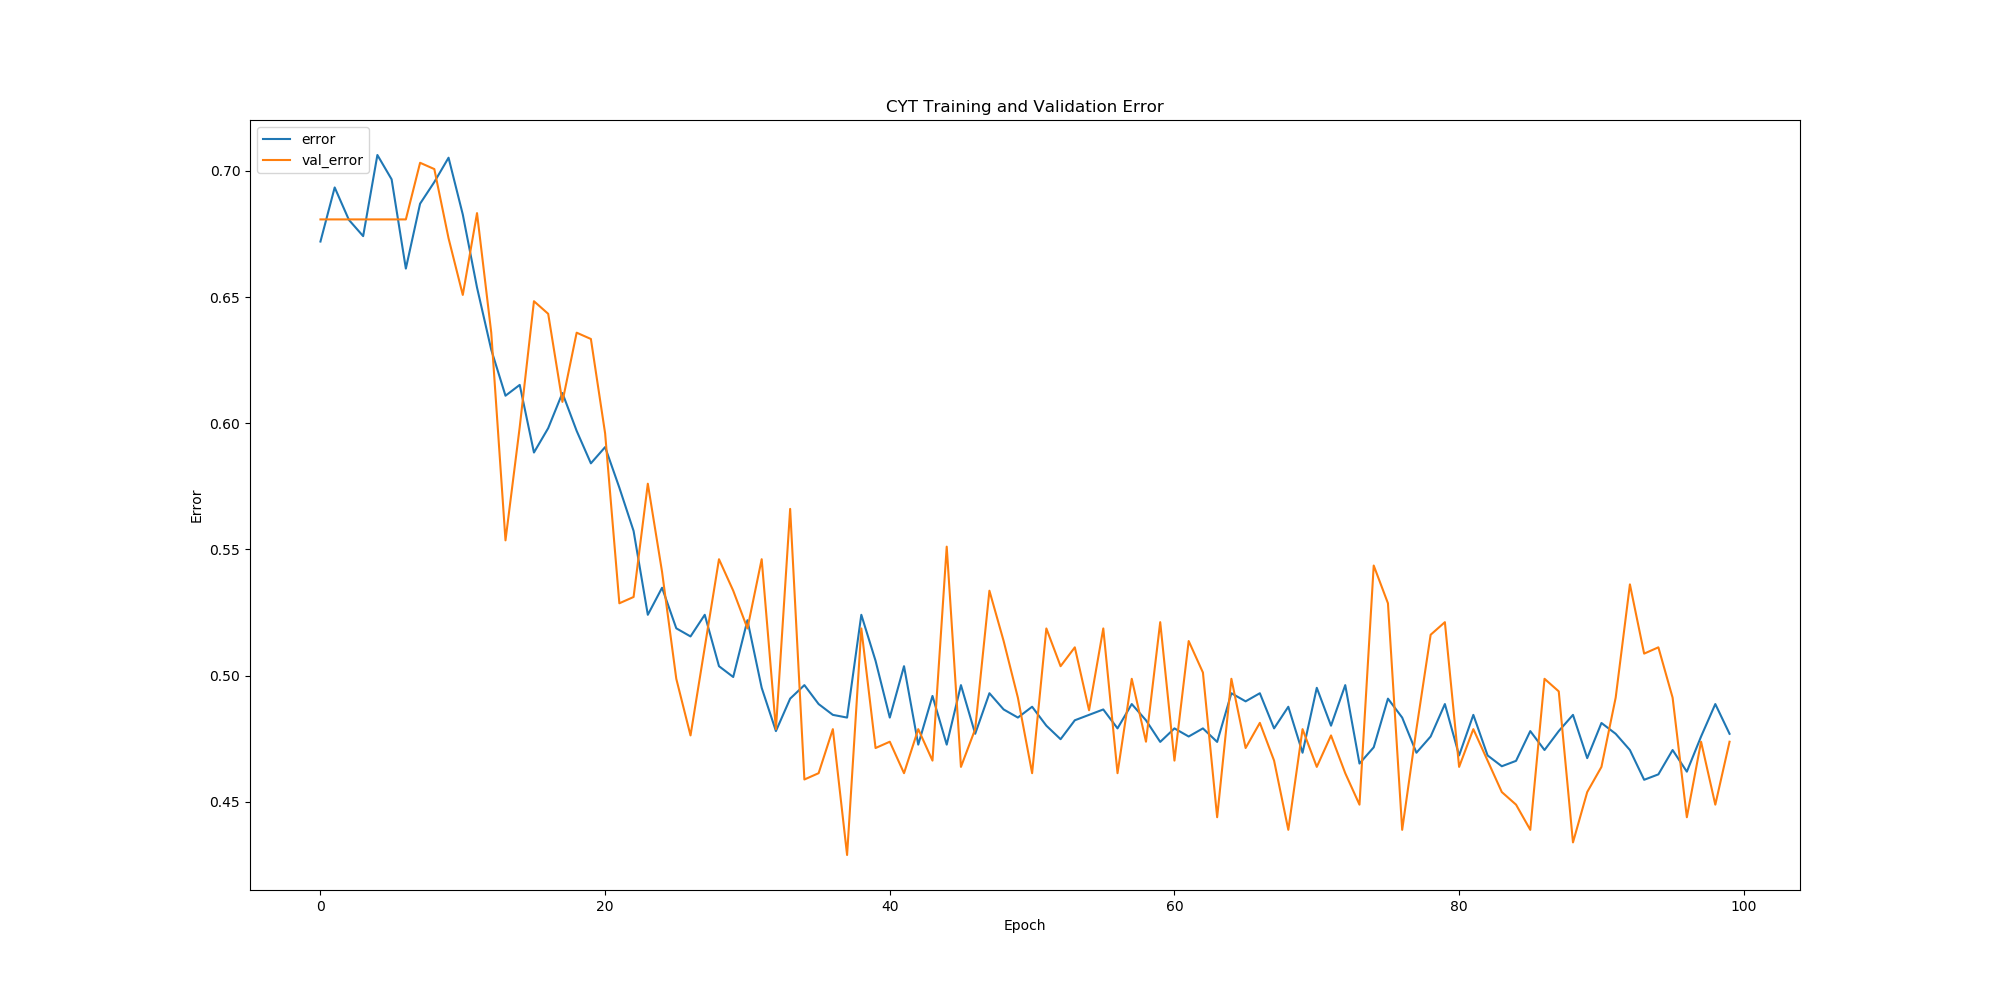 CYT Training and Validation Error
error
val_error
0.70
0.65
0.60
0.55
0.50
0.45
Error
0 20 40 60 80 100
Epoch